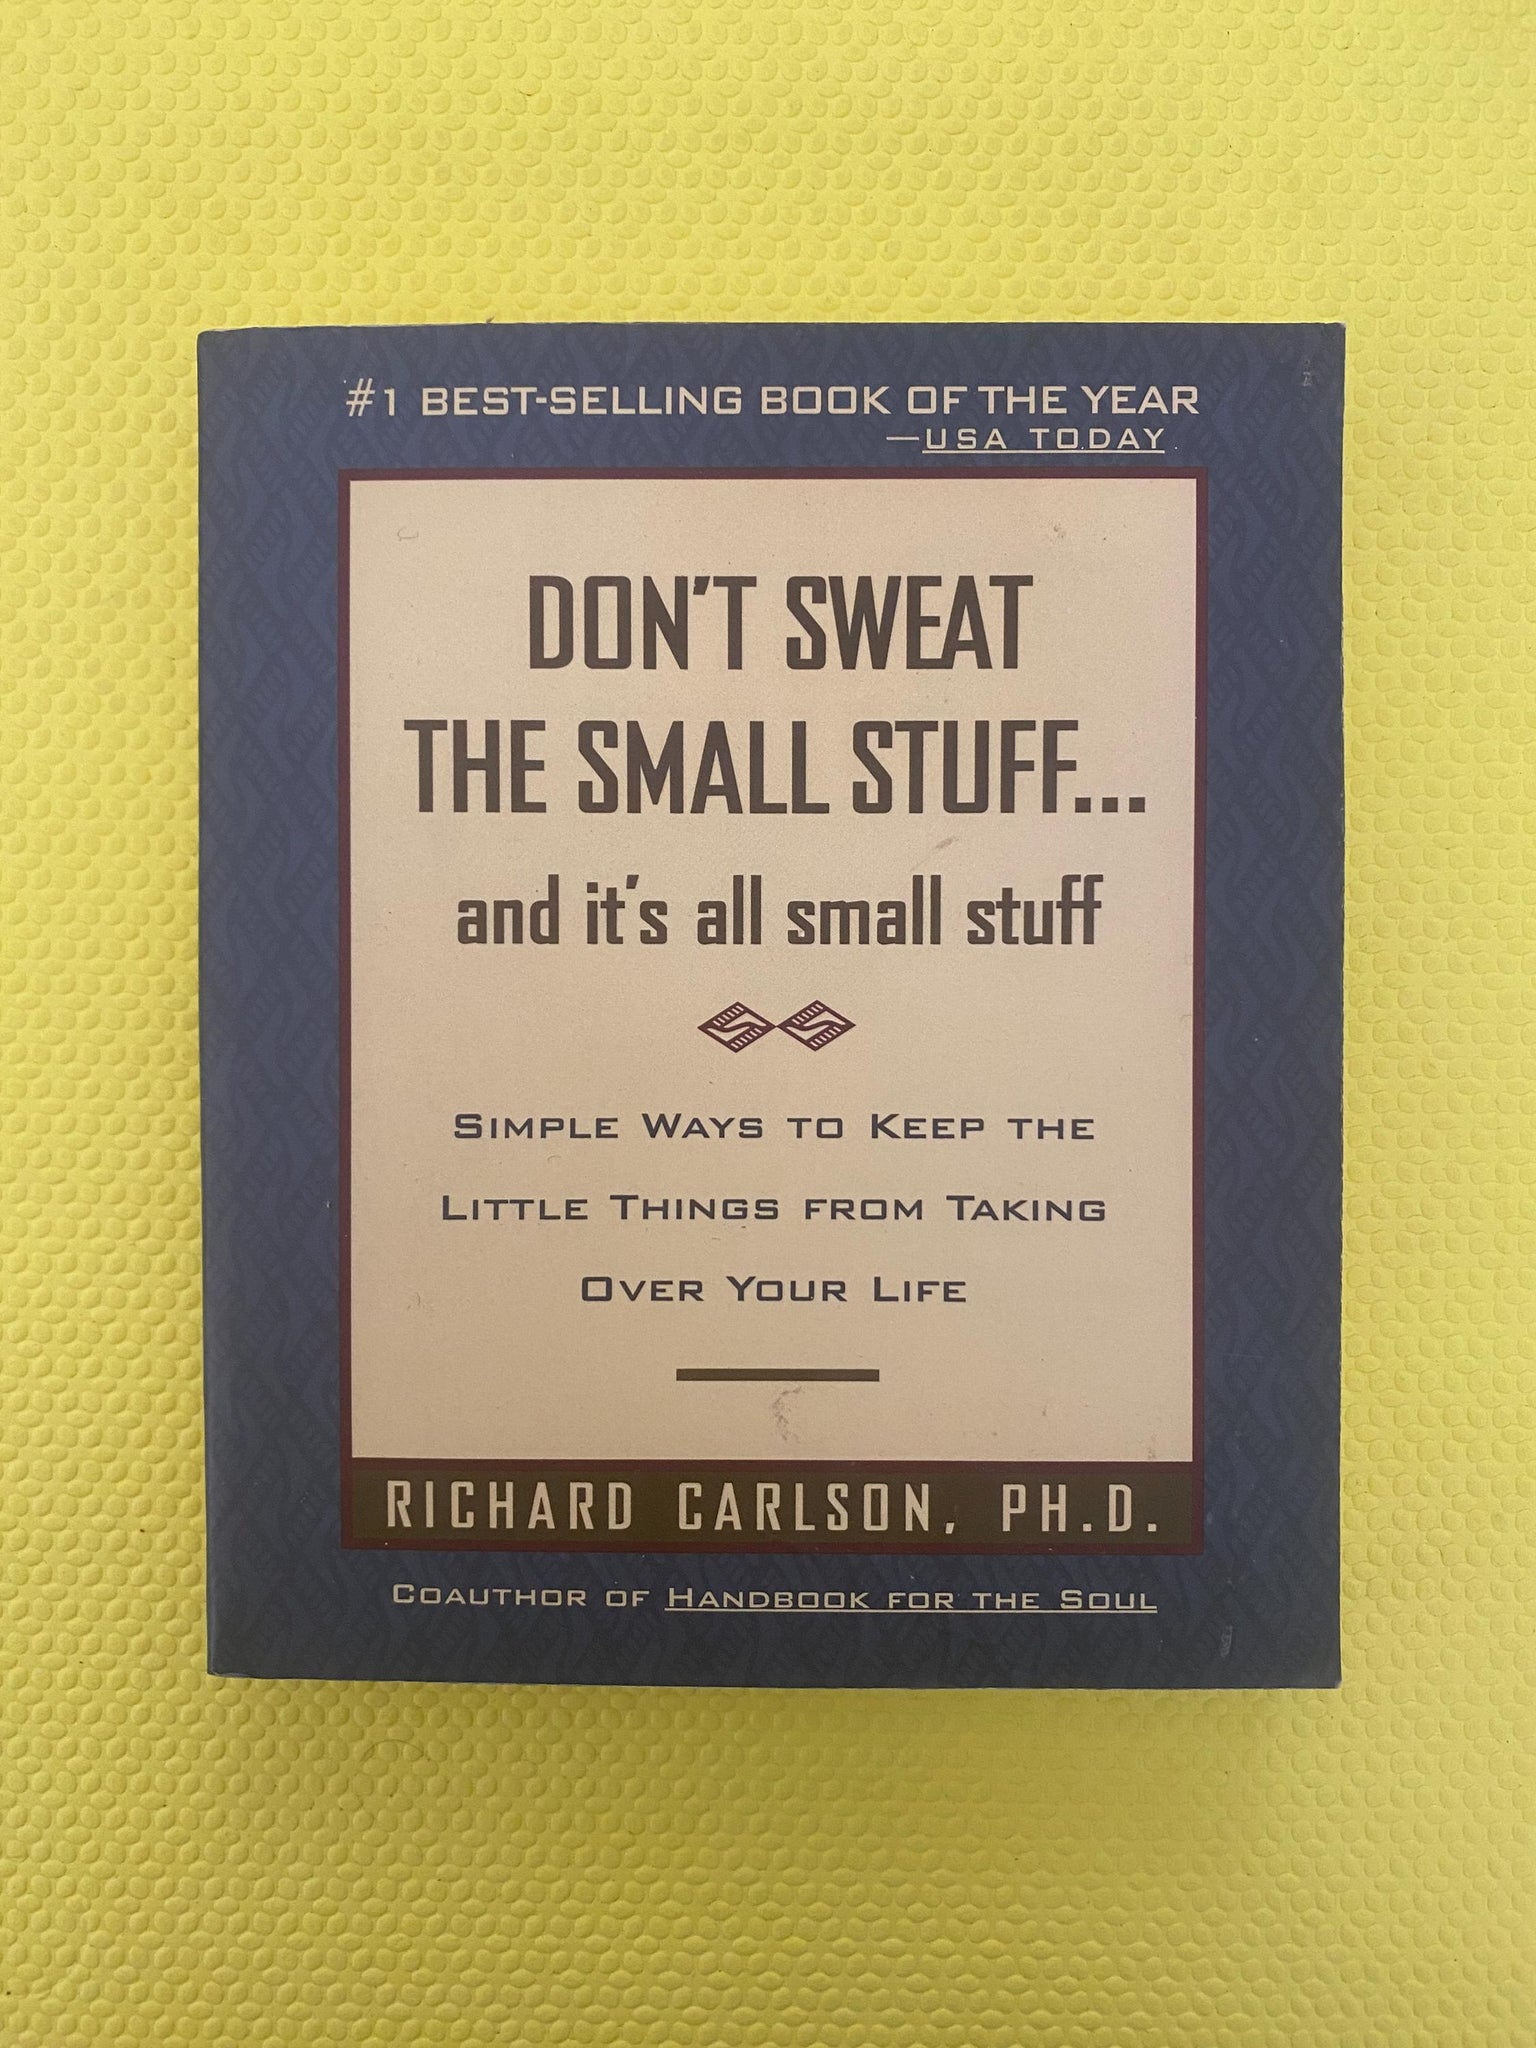 #1 BEST-SELLING BOOK OF THE YEAR
—USA TODAY
DON'T SWEAT
THE SMALL STUFF...
and it's all small stuff
SIMPLE WAYS TO KEEP THE
LITTLE THINGS FROM TAKING
OVER YOUR LIFE
RICHARD CARLSON, PH.D.
COAUTHOR OF HANDBOOK FOR THE SOUL